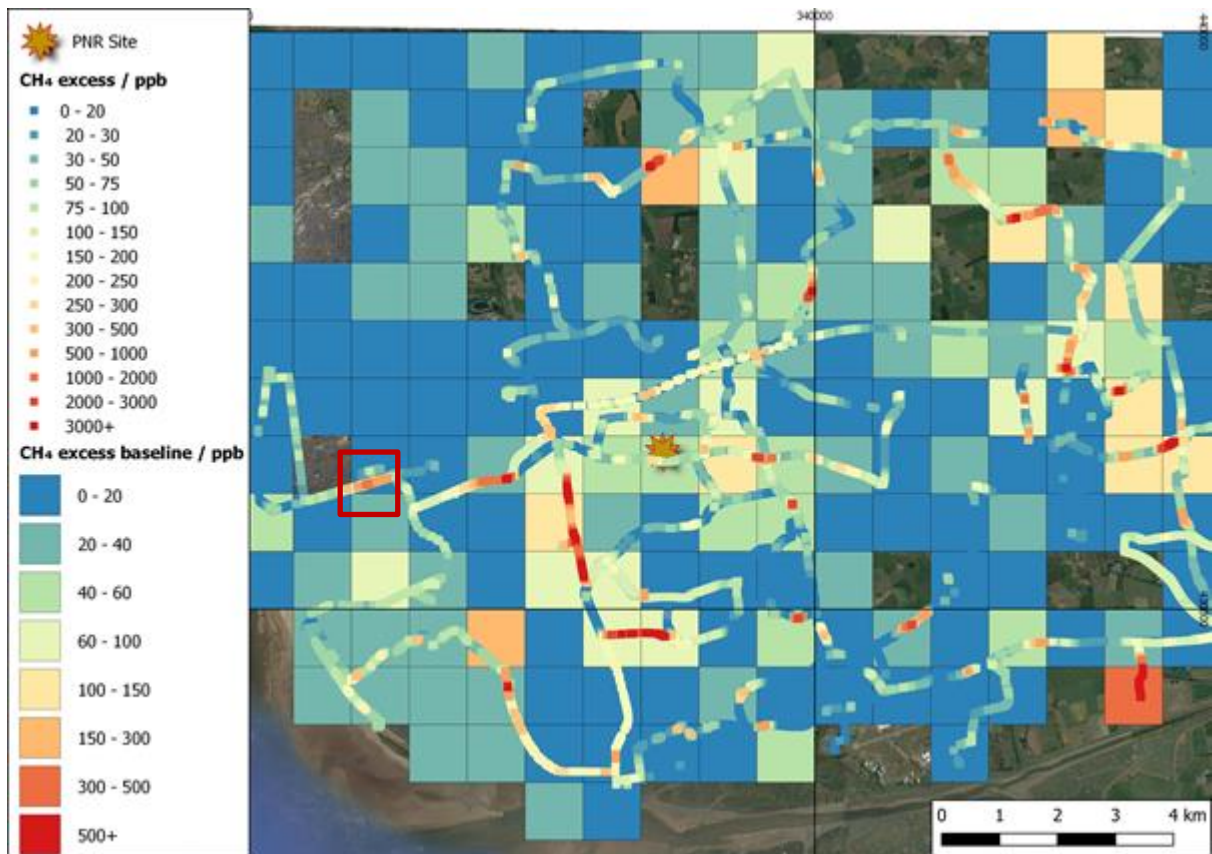 PNR Site
CH₄ excess / ppb
0 - 20
20 - 30
30 - 50
50 - 75
75 - 100
100 - 150
150 - 200
200 - 250
250 - 300
300 - 500
500 - 1000
1000 - 2000
2000 - 3000
3000+
CH₄ excess baseline / ppb
0 - 20
20 - 40
40 - 60
60 - 100
100 - 150
150 - 300
300 - 500
500+
340000
0 1 2 3 4 km